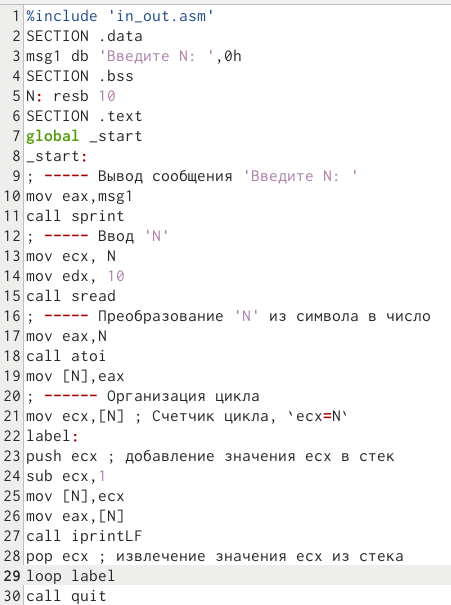 1 %include 'in_out.asm'
2 SECTION .data
3 msg1 db 'Введите N: ',0h
4 SECTION .bss
5 N: resb 10
6 SECTION .text
7 global _start
8 _start:
9 ; ----- Вывод сообщения 'Введите N: '
10 mov eax,msg1
11 call sprint
12 ; ----- Ввод 'N'
13 mov ecx, N
14 mov edx, 10
15 call sread
16 ; ----- Преобразование 'N' из символа в число
17 mov eax,N
18 call atoi
19 mov [N],eax
20 ; ------ Организация цикла
21 mov ecx,[N] ; Счетчик цикла, `ecx=N`
22 label:
23 push ecx ; добавление значения ecx в стек
24 sub ecx,1
25 mov [N],ecx
26 mov eax,[N]
27 call iprintLF
28 pop ecx ; извлечение значения ecx из стека
29 loop label
30 call quit